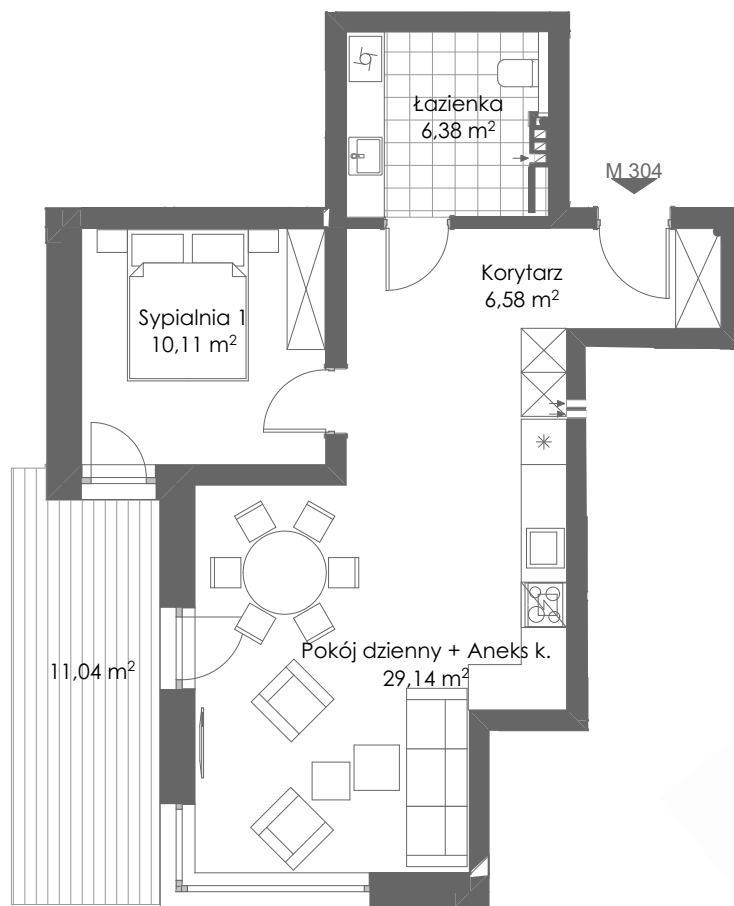 Łazienka
6,38 m²
M 304
Korytarz
6,58 m²
Sypialnia 1
10,11 m²
Pokój dzienny + Aneks k.
29,14 m²
11,04 m²